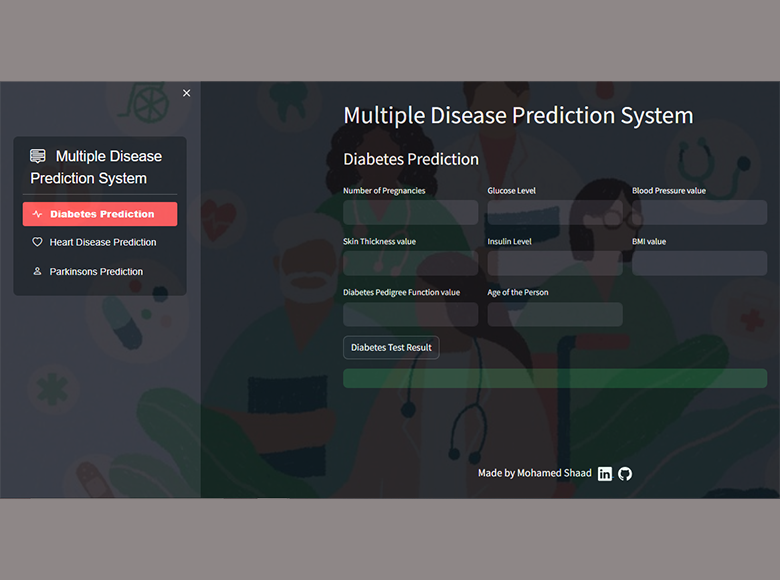 ×
Multiple Disease
Prediction System
Diabetes Prediction
Heart Disease Prediction
Parkinsons Prediction
Multiple Disease Prediction System
Diabetes Prediction
Number of Pregnancies
Glucose Level
Blood Pressure value
Skin Thickness value
Insulin Level
BMI value
Diabetes Pedigree Function value
Age of the Person
Diabetes Test Result
Made by Mohamed Shaad in